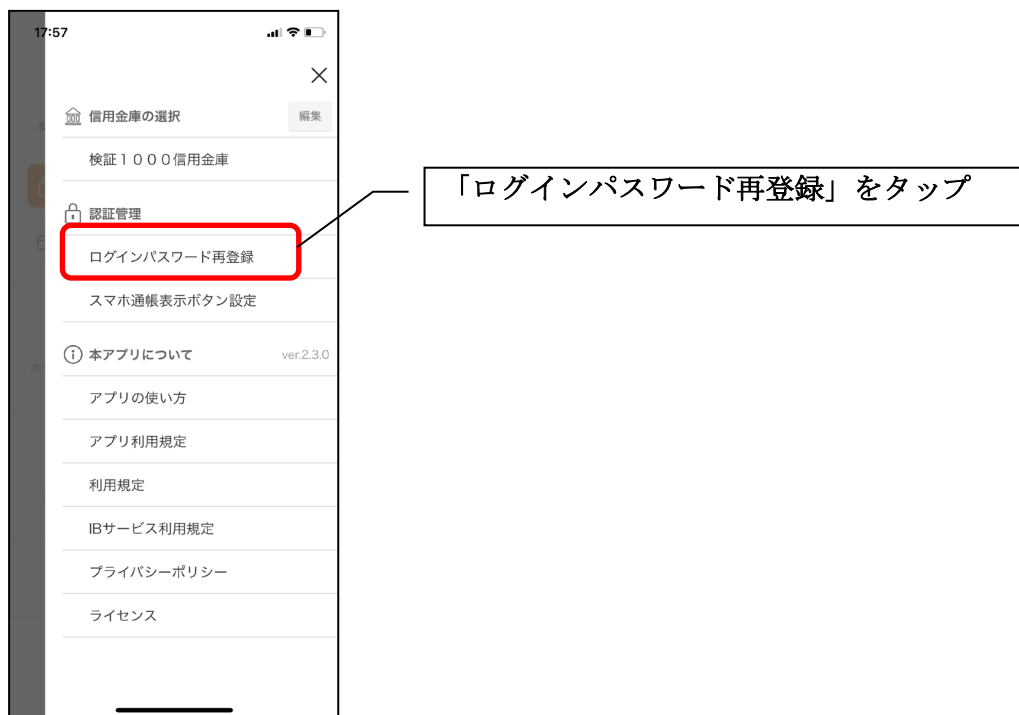 17:57
信用金庫の選択
編集
検証１０００信用金庫
認証管理
ログインパスワード再登録
スマホ通帳表示ボタン設定
本アプリについて
ver.2.3.0
アプリの使い方
アプリ利用規定
利用規定
IBサービス利用規定
プライバシーポリシー
ライセンス
「ログインパスワード再登録」をタップ